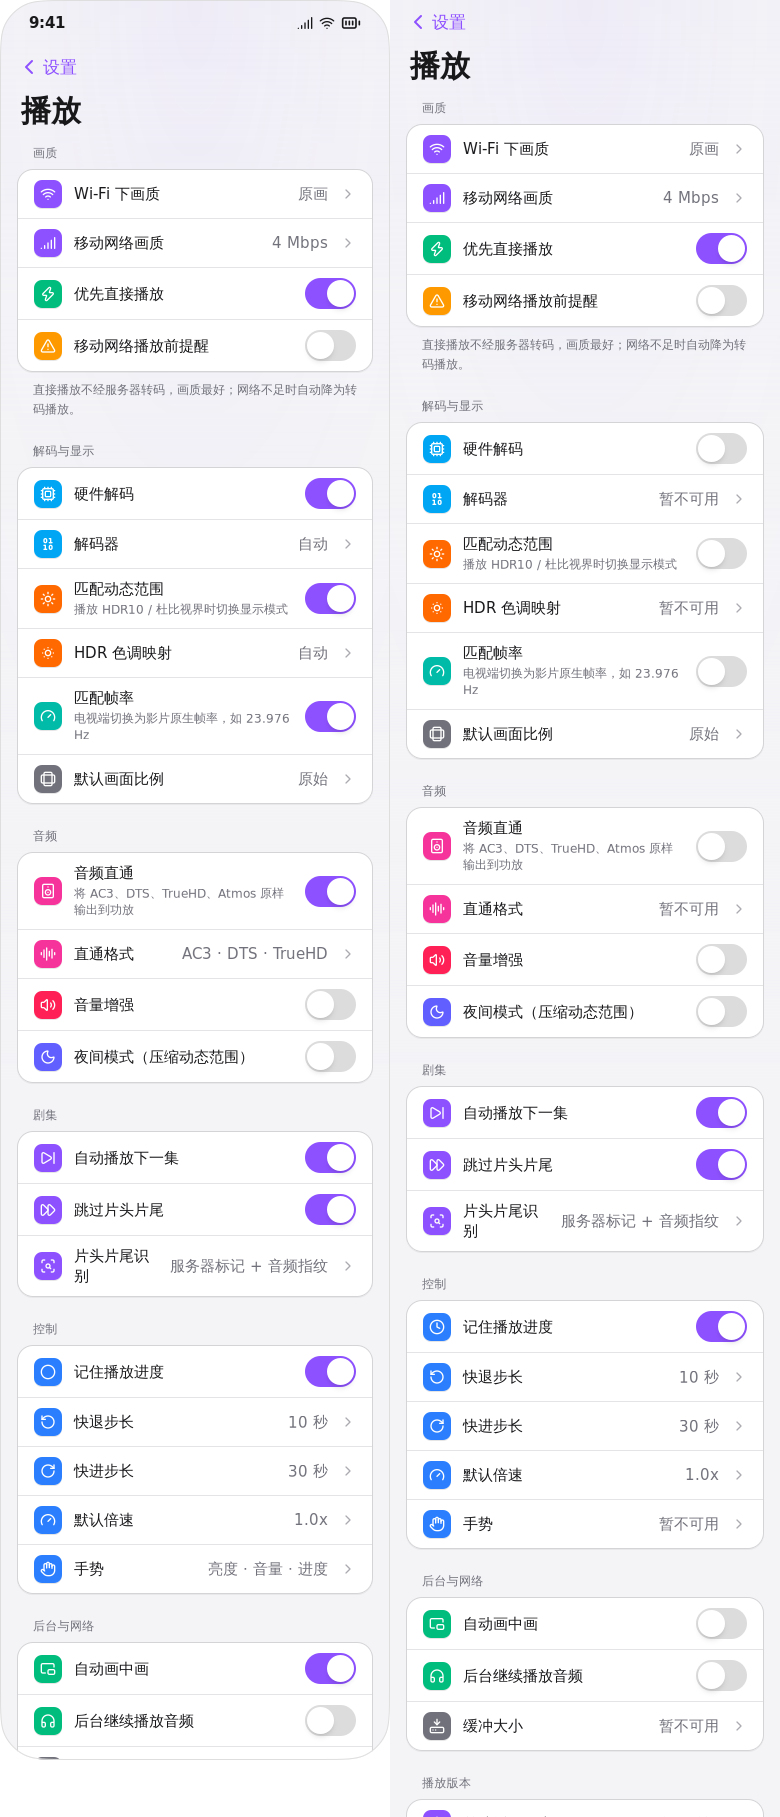 9:41
设置
播放
画质
Wi-Fi 下画质 原画
移动网络画质 4 Mbps
优先直接播放
移动网络播放前提醒
直接播放不经服务器转码，画质最好；网络不足时自动降为转
码播放。
解码与显示
硬件解码
01
10
解码器 自动
匹配动态范围
播放 HDR10 / 杜比视界时切换显示模式
HDR 色调映射 自动
匹配帧率
电视端切换为影片原生帧率，如 23.976
Hz
默认画面比例 原始
音频
音频直通
将 AC3、DTS、TrueHD、Atmos 原样
输出到功放
直通格式 AC3 · DTS · TrueHD
音量增强
夜间模式（压缩动态范围）
剧集
自动播放下一集
跳过片头片尾
片头片尾识
别
服务器标记 + 音频指纹
控制
记住播放进度
快退步长 10 秒
快进步长 30 秒
默认倍速 1.0x
手势 亮度 · 音量 · 进度
后台与网络
自动画中画
后台继续播放音频
设置
播放
画质
Wi-Fi 下画质 原画
移动网络画质 4 Mbps
优先直接播放
移动网络播放前提醒
直接播放不经服务器转码，画质最好；网络不足时自动降为转
码播放。
解码与显示
硬件解码
01
10
解码器 暂不可用
匹配动态范围
播放 HDR10 / 杜比视界时切换显示模式
HDR 色调映射 暂不可用
匹配帧率
电视端切换为影片原生帧率，如 23.976
Hz
默认画面比例 原始
音频
音频直通
将 AC3、DTS、TrueHD、Atmos 原样
输出到功放
直通格式 暂不可用
音量增强
夜间模式（压缩动态范围）
剧集
自动播放下一集
跳过片头片尾
片头片尾识
别
服务器标记 + 音频指纹
控制
记住播放进度
快退步长 10 秒
快进步长 30 秒
默认倍速 1.0x
手势 暂不可用
后台与网络
自动画中画
后台继续播放音频
缓冲大小 暂不可用
播放版本